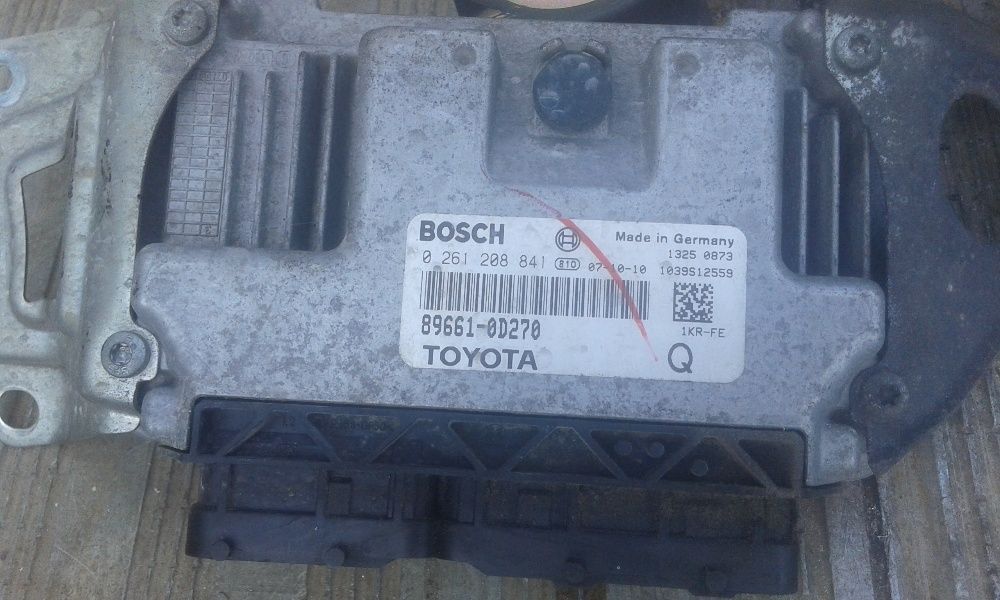 BOSCH Made in Germany
1325 0873
0 261 208 841 810 07-10-10 1039S12559
89661-0D270 1KR-FE
TOYOTA Q